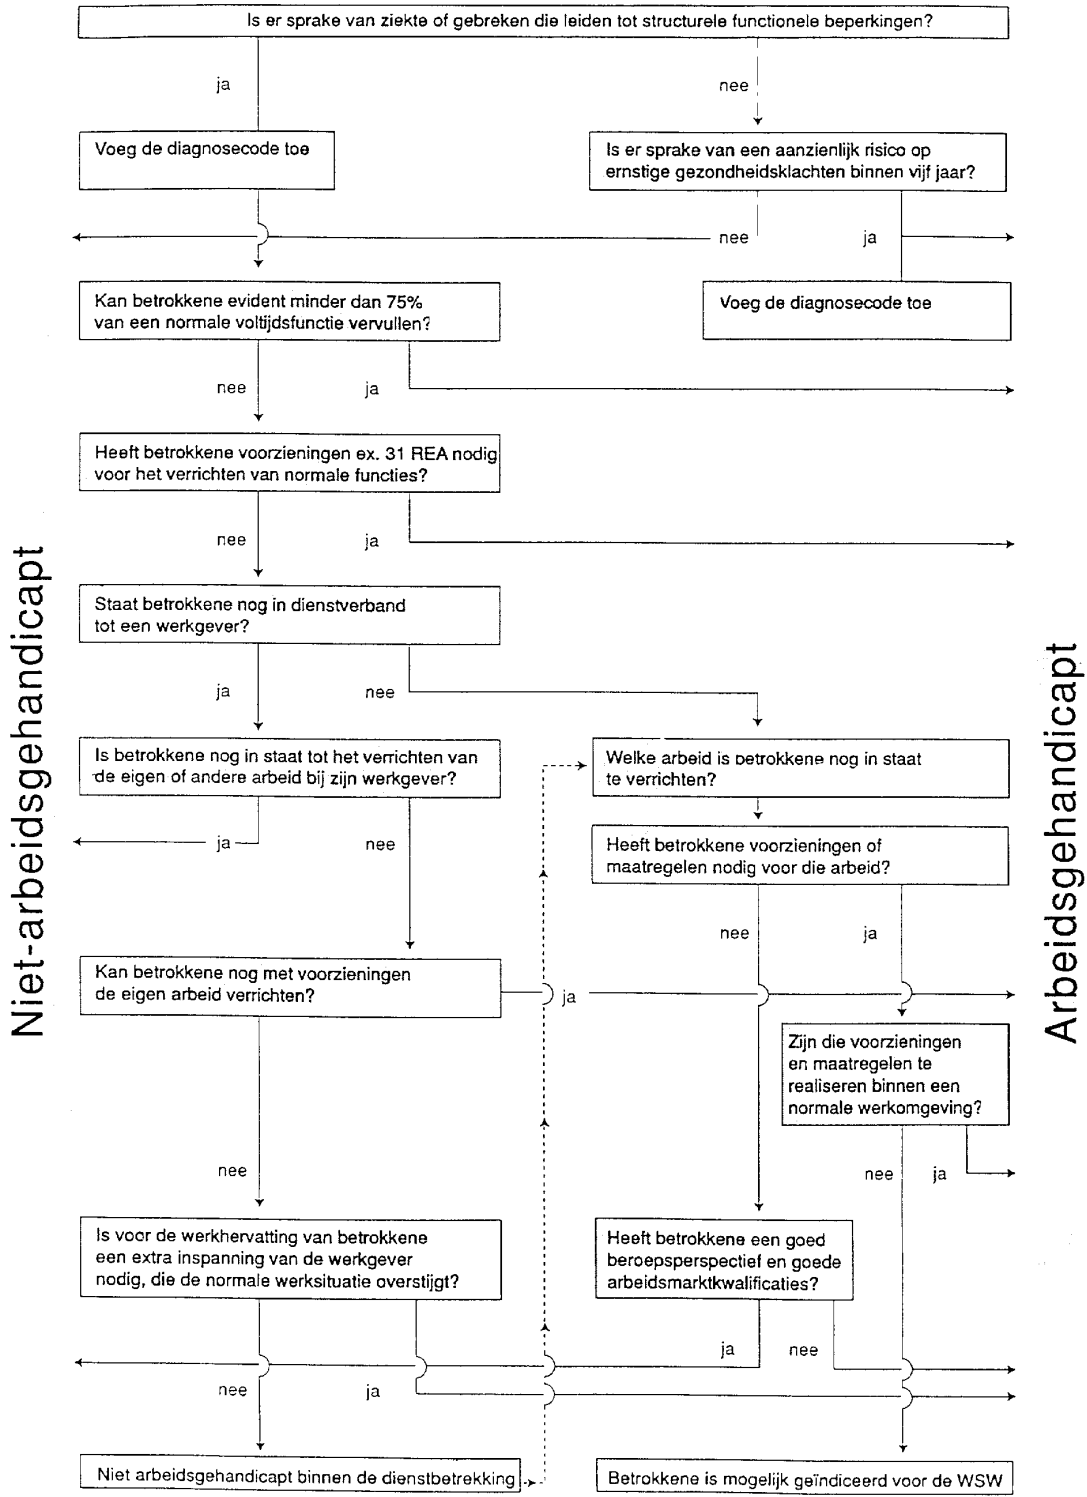 Is er sprake van ziekte of gebreken die leiden tot structurele functionele beperkingen?
ja
nee
Voeg de diagnosecode toe
Is er sprake van een aanzienlijk risico op
ernstige gezondheidsklachten binnen vijf jaar?
nee
ja
Kan betrokkene evident minder dan 75%
van een normale voltijdsfunctie vervullen?
Voeg de diagnosecode toe
nee
ja
Heeft betrokkene voorzieningen ex. 31 REA nodig
voor het verrichten van normale functies?
nee
ja
Staat betrokkene nog in dienstverband
tot een werkgever?
ja
nee
Is betrokkene nog in staat tot het verrichten van
de eigen of andere arbeid bij zijn werkgever?
Welke arbeid is betrokkene nog in staat
te verrichten?
ja
nee
Heeft betrokkene voorzieningen of
maatregelen nodig voor die arbeid?
nee
ja
Kan betrokkene nog met voorzieningen
de eigen arbeid verrichten?
ja
Zijn die voorzieningen
en maatregelen te
realiseren binnen een
normale werkomgeving?
nee
nee
ja
Is voor de werkhervatting van betrokkene
een extra inspanning van de werkgever
nodig, die de normale werksituatie overstijgt?
Heeft betrokkene een goed
beroepsperspectief en goede
arbeidsmarktkwalificaties?
ja
nee
nee
ja
Niet arbeidsgehandicapt binnen de dienstbetrekking
Betrokkene is mogelijk geïndiceerd voor de WSW
Niet-arbeidsgehandicapt
Arbeidsgehandicapt